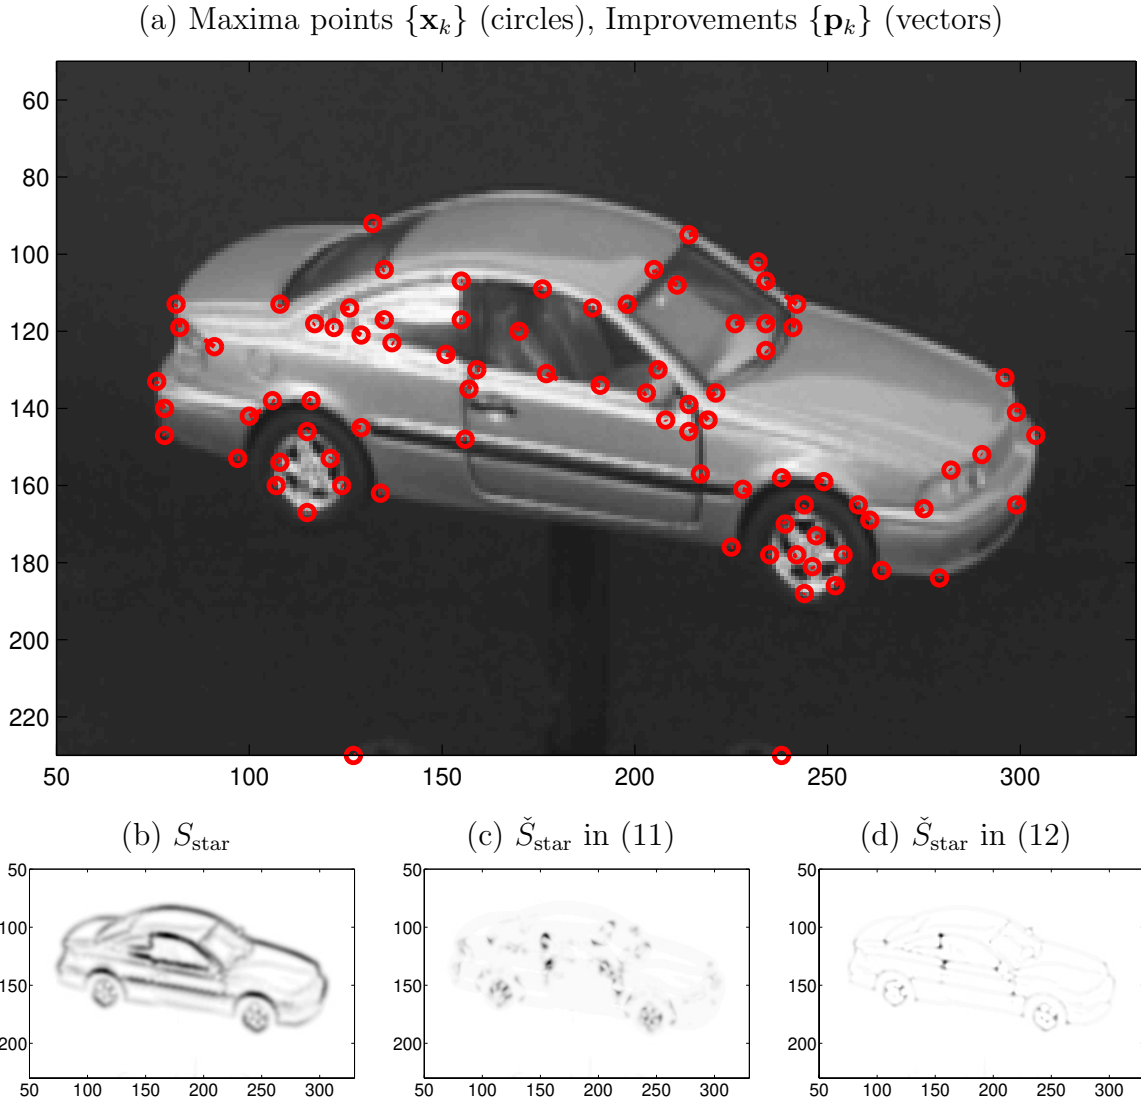 (a) Maxima points {𝐱ₖ} (circles), Improvements {𝐩ₖ} (vectors)
60
80
100
120
140
160
180
200
220
50 100 150 200 250 300
(b) S_star (c) Š_star in (11) (d) Š_star in (12)
50 50 50
100 100 100
150 150 150
200 200 200
50 100 150 200 250 300 50 100 150 200 250 300 50 100 150 200 250 300